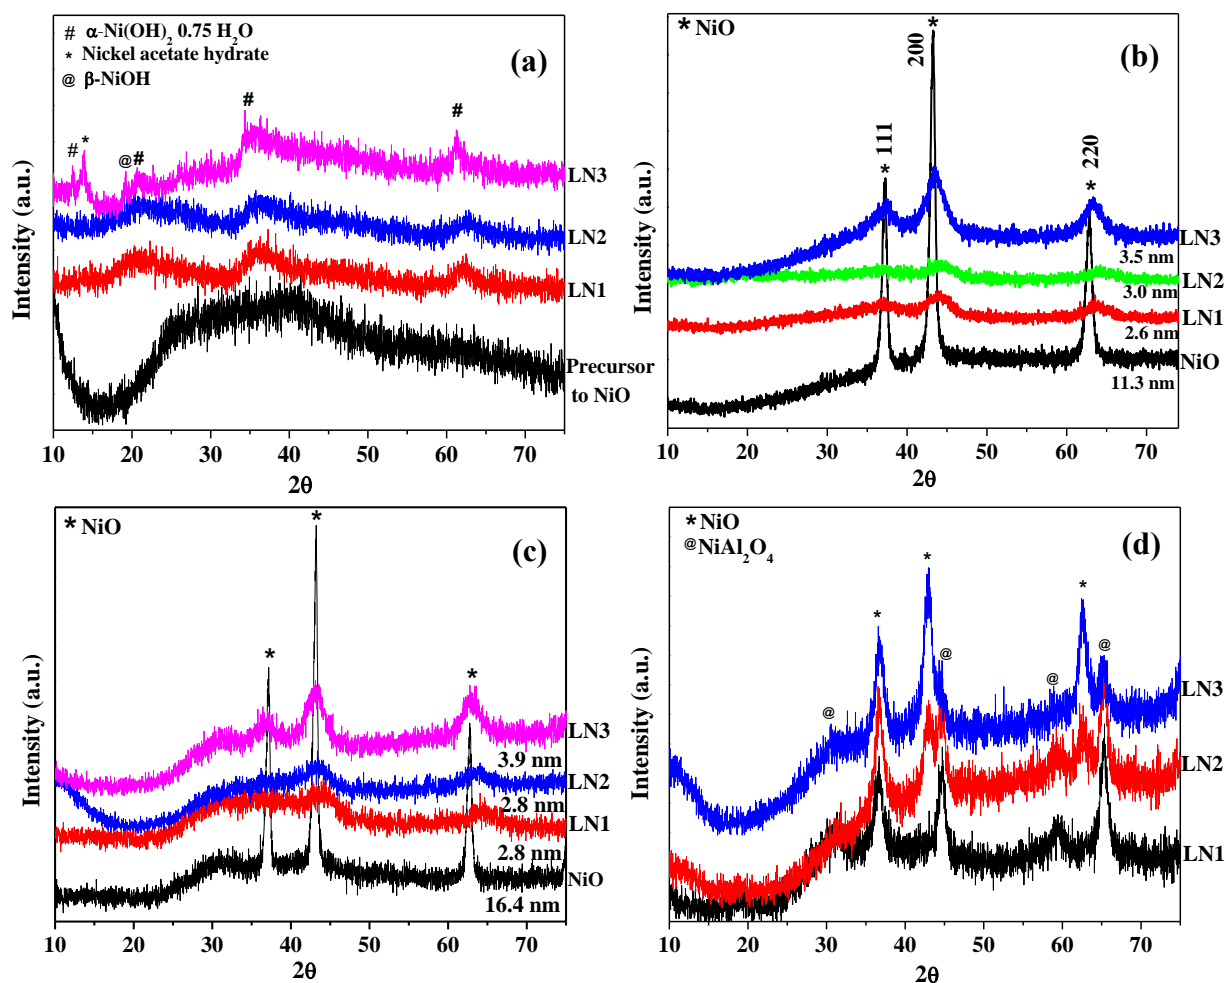 # α-Ni(OH)₂ 0.75 H₂O
* Nickel acetate hydrate
@ β-NiOH
(a)
#
#
#
*
@
#
LN3
LN2
LN1
Precursor
to NiO
Intensity (a.u.)
10 20 30 40 50 60 70
2θ
* NiO
(b)
*
200
* 111
* 220
LN3
3.5 nm
LN2
3.0 nm
LN1
2.6 nm
NiO
11.3 nm
Intensity (a.u.)
10 20 30 40 50 60 70
2θ
* NiO
(c)
*
*
*
LN3
3.9 nm
LN2
2.8 nm
LN1
2.8 nm
NiO
16.4 nm
Intensity (a.u.)
10 20 30 40 50 60 70
2θ
* NiO
@ NiAl₂O₄
(d)
*
*
*
@
@
@
@
LN3
LN2
LN1
Intensity (a.u.)
10 20 30 40 50 60 70
2θ